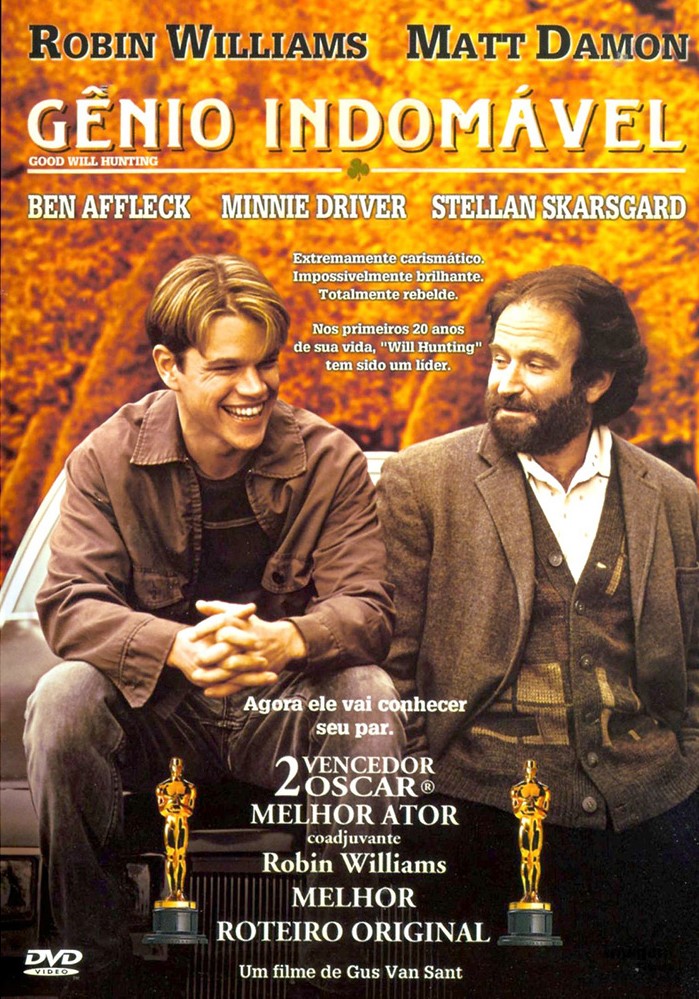 ROBIN WILLIAMS MATT DAMON
GÊNIO INDOMÁVEL
GOOD WILL HUNTING
BEN AFFLECK MINNIE DRIVER STELLAN SKARSGARD
Extremamente carismático.
Impossivelmente brilhante.
Totalmente rebelde.
Nos primeiros 20 anos
de sua vida, "Will Hunting"
tem sido um líder.
Agora ele vai conhecer
seu par.
2 VENCEDOR
OSCAR®
MELHOR ATOR
coadjuvante
Robin Williams
MELHOR
ROTEIRO ORIGINAL
DVD
VIDEO
Um filme de Gus Van Sant